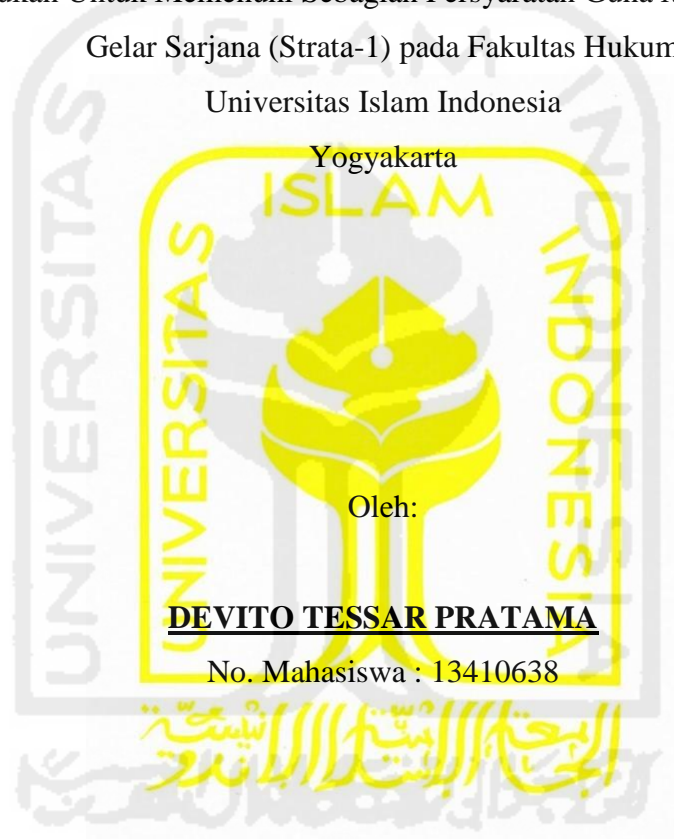 Untuk Memenuhi Sebagian Persyaratan Guna
Gelar Sarjana (Strata-1) pada Fakultas Hukum
Universitas Islam Indonesia
Yogyakarta
ISLAM
UNIVERSITAS
INDONESIA
Oleh:
DEVITO TESSAR PRATAMA
No. Mahasiswa : 13410638